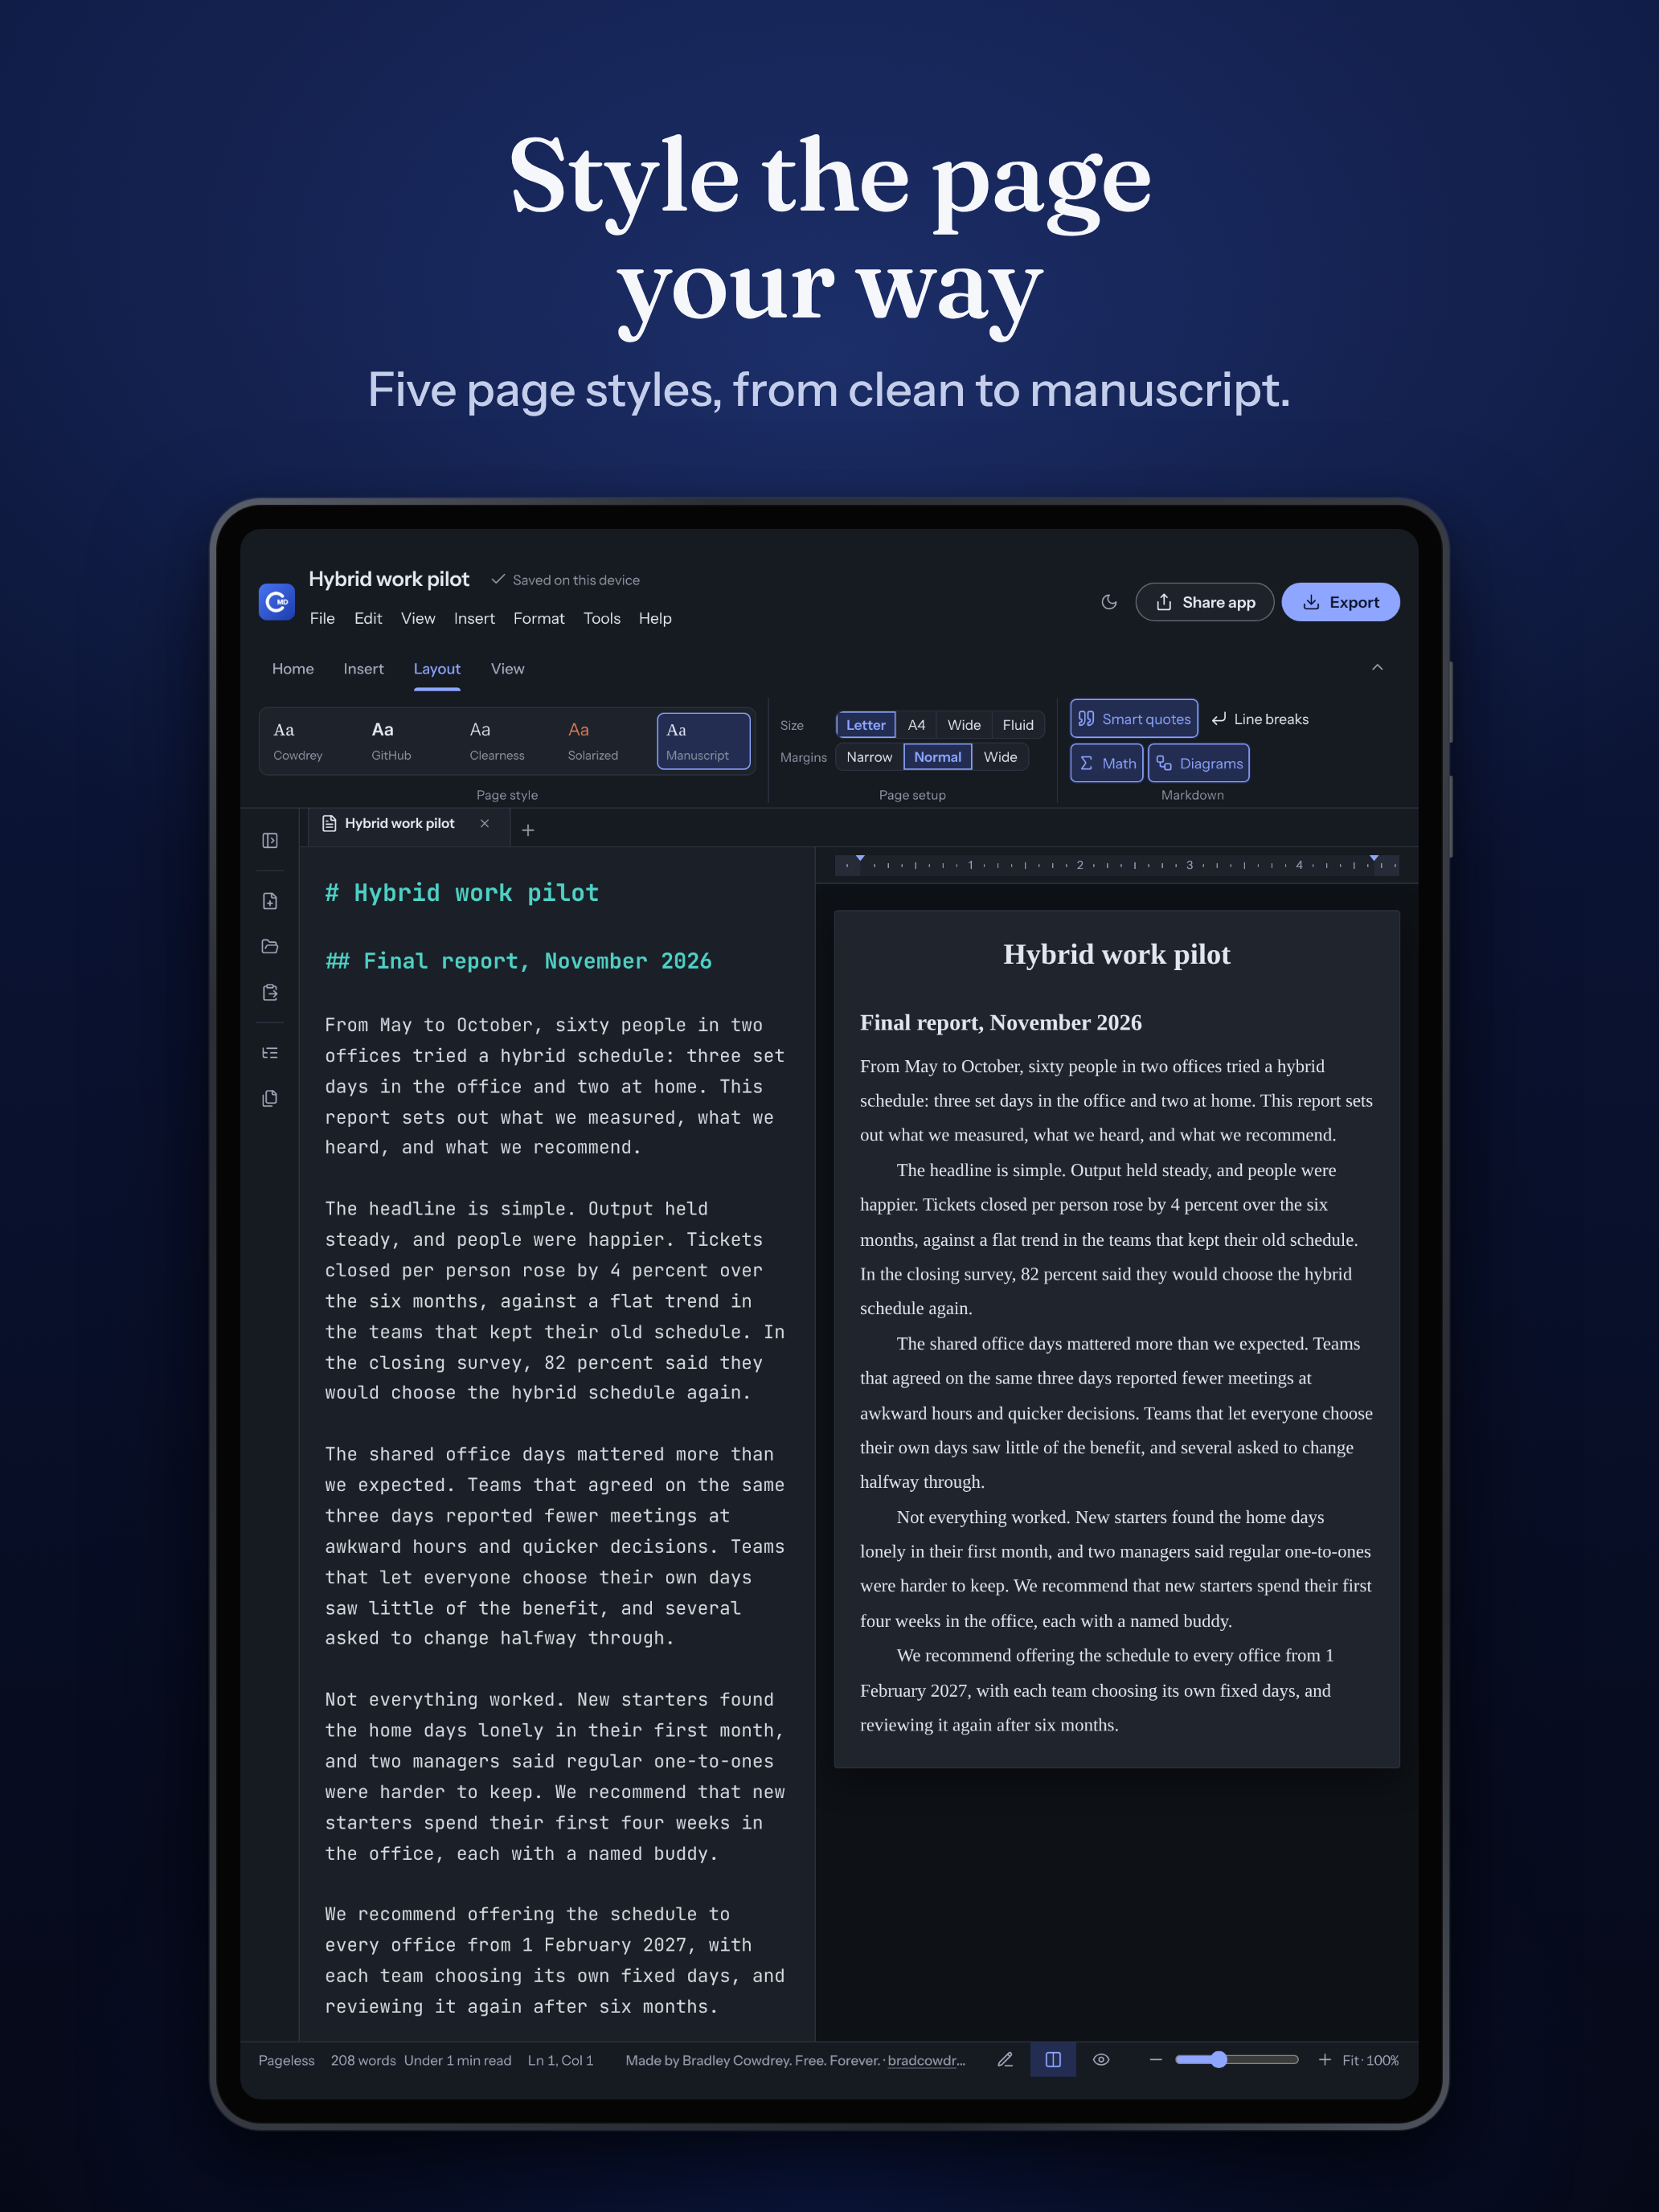 Style the page
your way
Five page styles, from clean to manuscript.
Hybrid work pilot
Saved on this device
MD
File Edit View Insert Format Tools Help
Share app
Export
Home Insert Layout View
Aa Aa Aa Aa Aa
Cowdrey GitHub Clearness Solarized Manuscript
Page style
Size Letter A4 Wide Fluid
Margins Narrow Normal Wide
Page setup
Smart quotes Line breaks
Math Diagrams
Markdown
Hybrid work pilot
1 2 3 4
# Hybrid work pilot
## Final report, November 2026
From May to October, sixty people in two
offices tried a hybrid schedule: three set
days in the office and two at home. This
report sets out what we measured, what we
heard, and what we recommend.
The headline is simple. Output held
steady, and people were happier. Tickets
closed per person rose by 4 percent over
the six months, against a flat trend in
the teams that kept their old schedule. In
the closing survey, 82 percent said they
would choose the hybrid schedule again.
The shared office days mattered more than
we expected. Teams that agreed on the same
three days reported fewer meetings at
awkward hours and quicker decisions. Teams
that let everyone choose their own days
saw little of the benefit, and several
asked to change halfway through.
Not everything worked. New starters found
the home days lonely in their first month,
and two managers said regular one-to-ones
were harder to keep. We recommend that new
starters spend their first four weeks in
the office, each with a named buddy.
We recommend offering the schedule to
every office from 1 February 2027, with
each team choosing its own fixed days, and
reviewing it again after six months.
Hybrid work pilot
Final report, November 2026
From May to October, sixty people in two offices tried a hybrid
schedule: three set days in the office and two at home. This report sets
out what we measured, what we heard, and what we recommend.
The headline is simple. Output held steady, and people were
happier. Tickets closed per person rose by 4 percent over the six
months, against a flat trend in the teams that kept their old schedule.
In the closing survey, 82 percent said they would choose the hybrid
schedule again.
The shared office days mattered more than we expected. Teams
that agreed on the same three days reported fewer meetings at
awkward hours and quicker decisions. Teams that let everyone choose
their own days saw little of the benefit, and several asked to change
halfway through.
Not everything worked. New starters found the home days
lonely in their first month, and two managers said regular one-to-ones
were harder to keep. We recommend that new starters spend their first
four weeks in the office, each with a named buddy.
We recommend offering the schedule to every office from 1
February 2027, with each team choosing its own fixed days, and
reviewing it again after six months.
Pageless 208 words Under 1 min read Ln 1, Col 1 Made by Bradley Cowdrey. Free. Forever. · bradcowdr... Fit · 100%